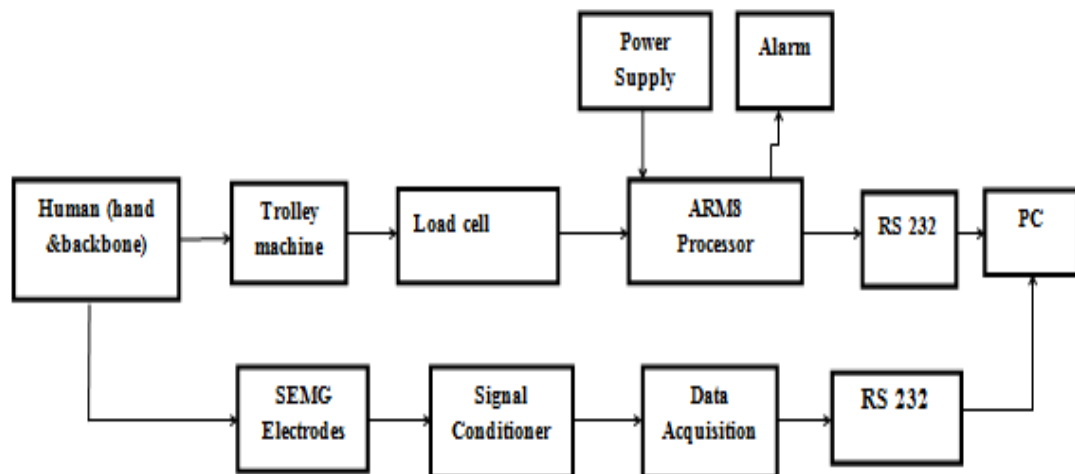 Power
Supply
Alarm
Human (hand
&backbone)
Trolley
machine
Load cell
ARM8
Processor
RS 232
PC
SEMG
Electrodes
Signal
Conditioner
Data
Acquisition
RS 232